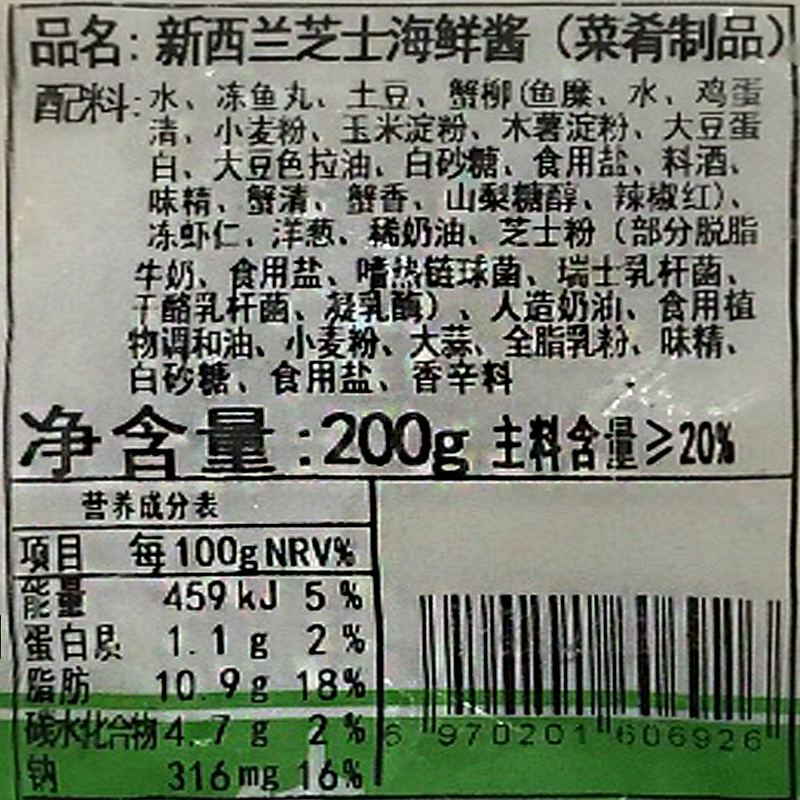 品名: 新西兰芝士海鲜酱（菜肴制品）
配料: 水、冻鱼丸、土豆、蟹柳(鱼糜、水、鸡蛋
清、小麦粉、玉米淀粉、木薯淀粉、大豆蛋
白、大豆色拉油、白砂糖、食用盐、料酒、
味精、蟹清、蟹香、山梨糖醇、辣椒红)、
冻虾仁、洋葱、稀奶油、芝士粉（部分脱脂
牛奶、食用盐、嗜热链球菌、瑞士乳杆菌、
干酪乳杆菌、凝乳酶）、人造奶油、食用植
物调和油、小麦粉、大蒜、全脂乳粉、味精、
白砂糖、食用盐、香辛料
净含量:200g 主料含量≥20%
营养成分表
项目 每100g NRV%
能量 459kJ 5%
蛋白质 1.1g 2%
脂肪 10.9g 18%
碳水化合物 4.7g 2%
钠 316mg 16%
6 970201 606926